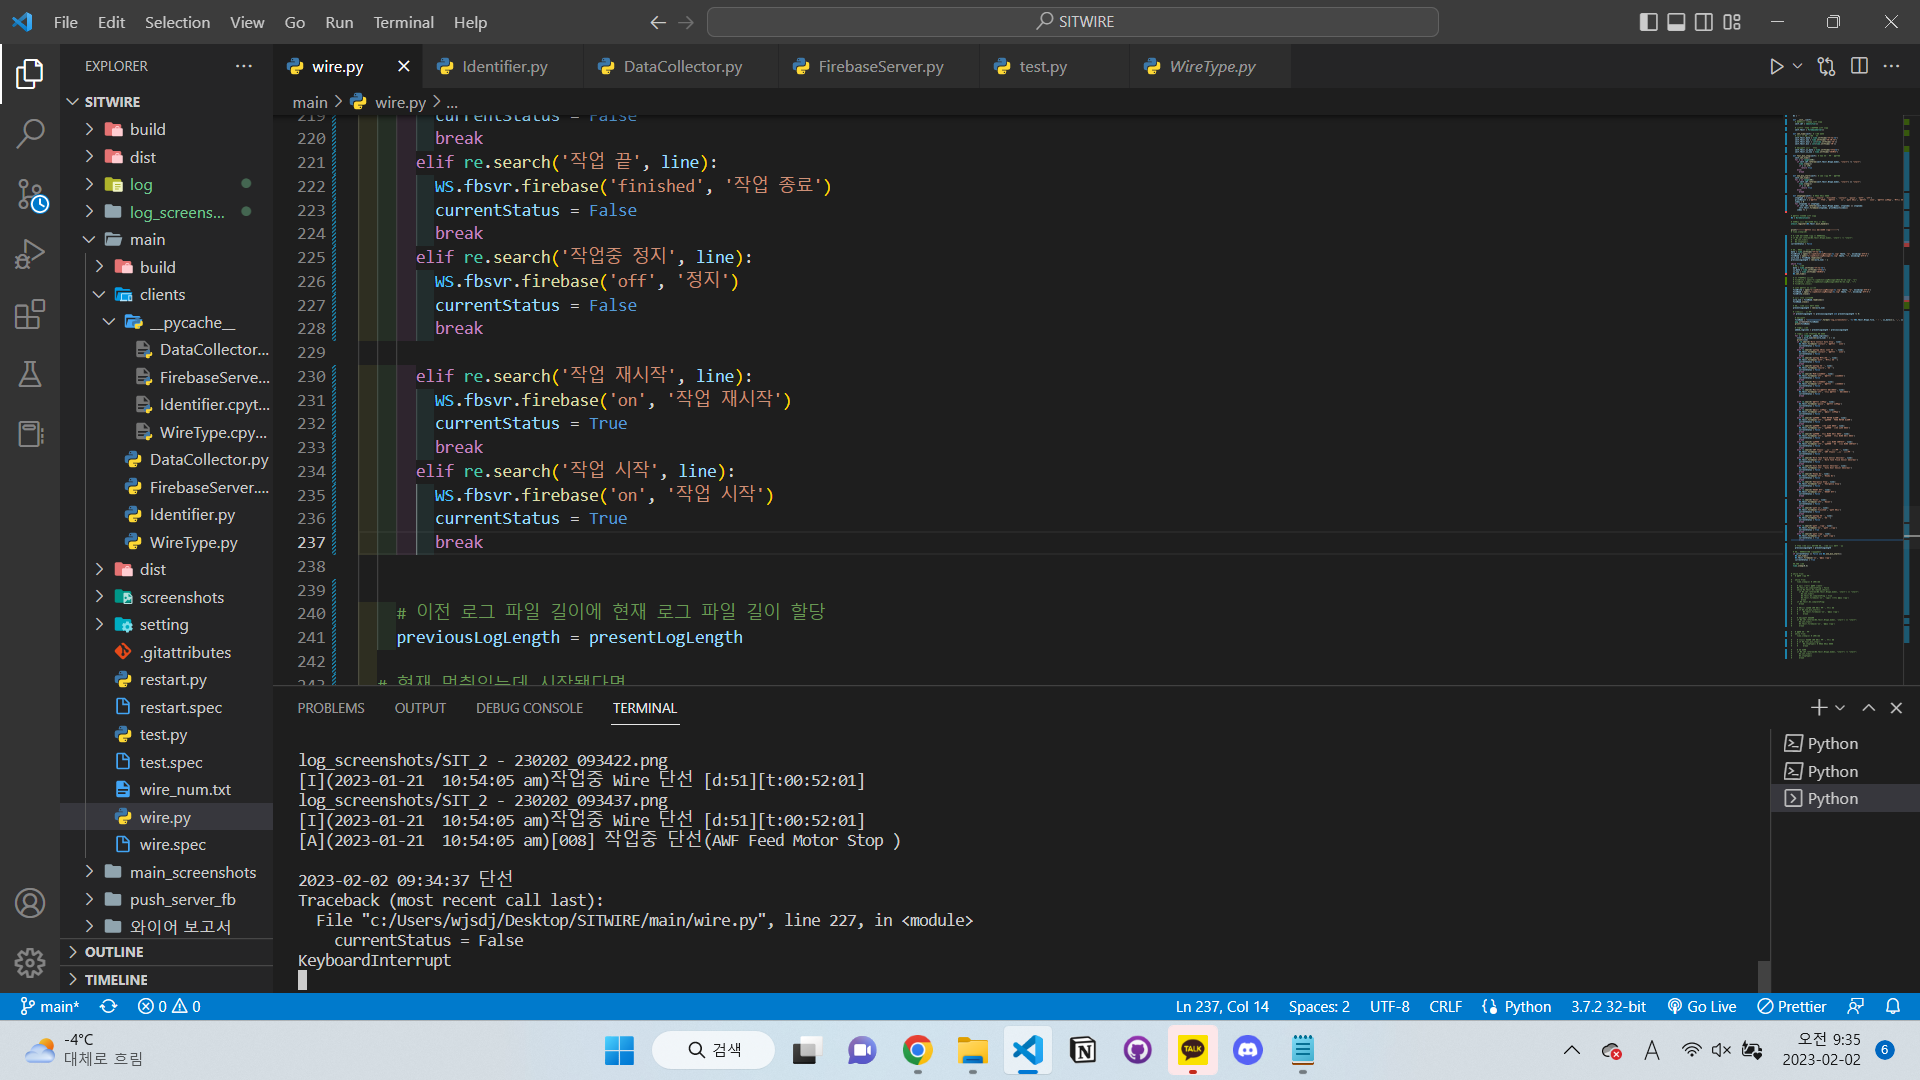 File Edit Selection View Go Run Terminal Help
SITWIRE
EXPLORER
SITWIRE
build
dist
log
log_screens...
main
build
clients
__pycache__
DataCollector...
FirebaseServe...
Identifier.cpyt...
WireType.cpy...
DataCollector.py
FirebaseServer....
Identifier.py
WireType.py
dist
screenshots
setting
.gitattributes
restart.py
restart.spec
test.py
test.spec
wire_num.txt
wire.py
wire.spec
main_screenshots
push_server_fb
와이어 보고서
OUTLINE
TIMELINE
wire.py Identifier.py DataCollector.py FirebaseServer.py test.py WireType.py
main > wire.py > ...
219 currentStatus = False
220 break
221 elif re.search('작업 끝', line):
222 WS.fbsvr.firebase('finished', '작업 종료')
223 currentStatus = False
224 break
225 elif re.search('작업중 정지', line):
226 WS.fbsvr.firebase('off', '정지')
227 currentStatus = False
228 break
229
230 elif re.search('작업 재시작', line):
231 WS.fbsvr.firebase('on', '작업 재시작')
232 currentStatus = True
233 break
234 elif re.search('작업 시작', line):
235 WS.fbsvr.firebase('on', '작업 시작')
236 currentStatus = True
237 break
238
239
240 # 이전 로그 파일 길이에 현재 로그 파일 길이 할당
241 previousLogLength = presentLogLength
242
243 # 현재 멈춰있는데 시작됐다면
PROBLEMS OUTPUT DEBUG CONSOLE TERMINAL
log_screenshots/SIT_2 - 230202_093422.png
[I](2023-01-21  10:54:05 am)작업중 Wire 단선 [d:51][t:00:52:01]
log_screenshots/SIT_2 - 230202_093437.png
[I](2023-01-21  10:54:05 am)작업중 Wire 단선 [d:51][t:00:52:01]
[A](2023-01-21  10:54:05 am)[008] 작업중 단선(AWF Feed Motor Stop )
2023-02-02 09:34:37 단선
Traceback (most recent call last):
File "c:/Users/wjsdj/Desktop/SITWIRE/main/wire.py", line 227, in <module>
currentStatus = False
KeyboardInterrupt
Python
Python
Python
main* 0 0 Ln 237, Col 14 Spaces: 2 UTF-8 CRLF Python 3.7.2 32-bit Go Live Prettier
-4°C
대체로 흐림
검색
TALK
A
오전 9:35
2023-02-02
6